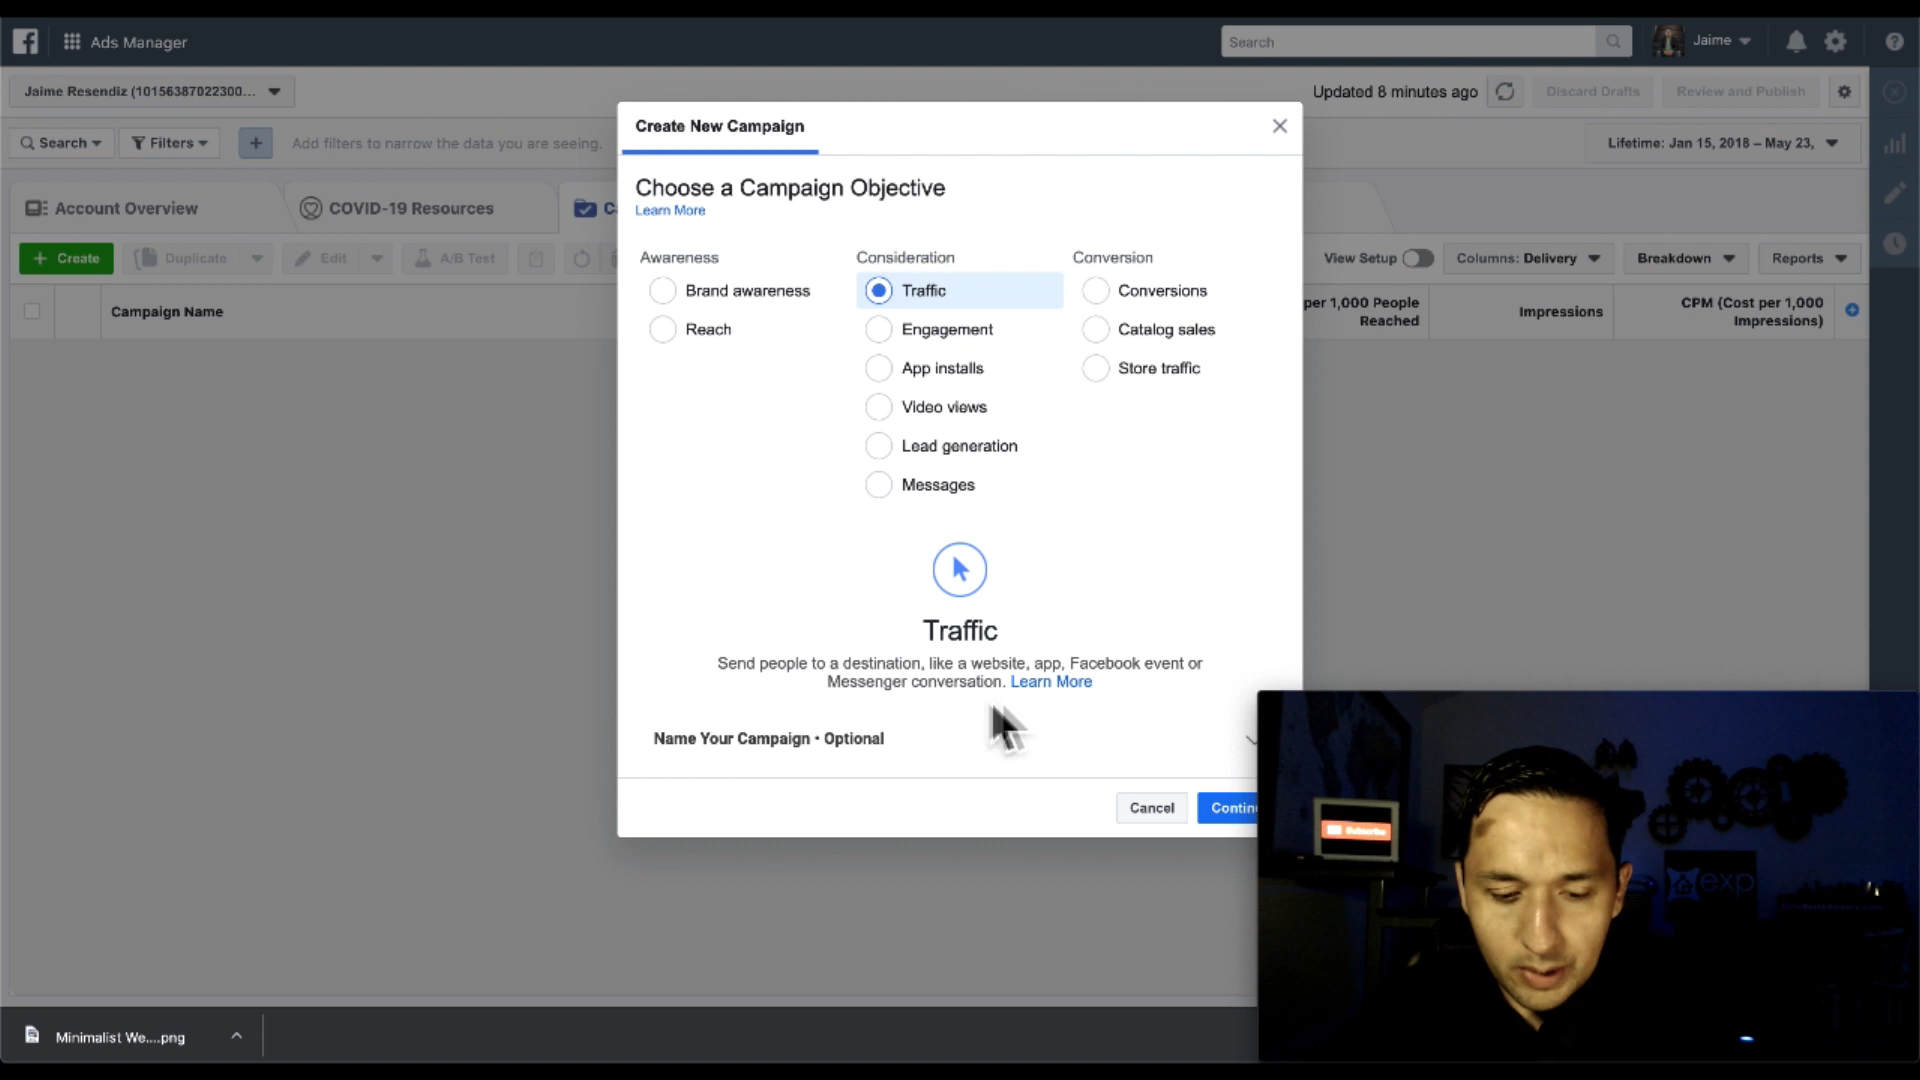 Ads Manager
Search
Jaime
Jaime Resendiz (10156387022300...
Updated 8 minutes ago
Discard Drafts
Review and Publish
Search
Filters
Add filters to narrow the data you are seeing.
Lifetime: Jan 15, 2018 – May 23,
Account Overview
COVID-19 Resources
Create
Duplicate
Edit
A/B Test
View Setup
Columns: Delivery
Breakdown
Reports
Campaign Name
per 1,000 People
Reached
Impressions
CPM (Cost per 1,000
Impressions)
Create New Campaign
Choose a Campaign Objective
Learn More
Awareness
Brand awareness
Reach
Consideration
Traffic
Engagement
App installs
Video views
Lead generation
Messages
Conversion
Conversions
Catalog sales
Store traffic
Traffic
Send people to a destination, like a website, app, Facebook event or
Messenger conversation. Learn More
Name Your Campaign • Optional
Cancel
Contin
Subscribe
exp
Minimalist We....png